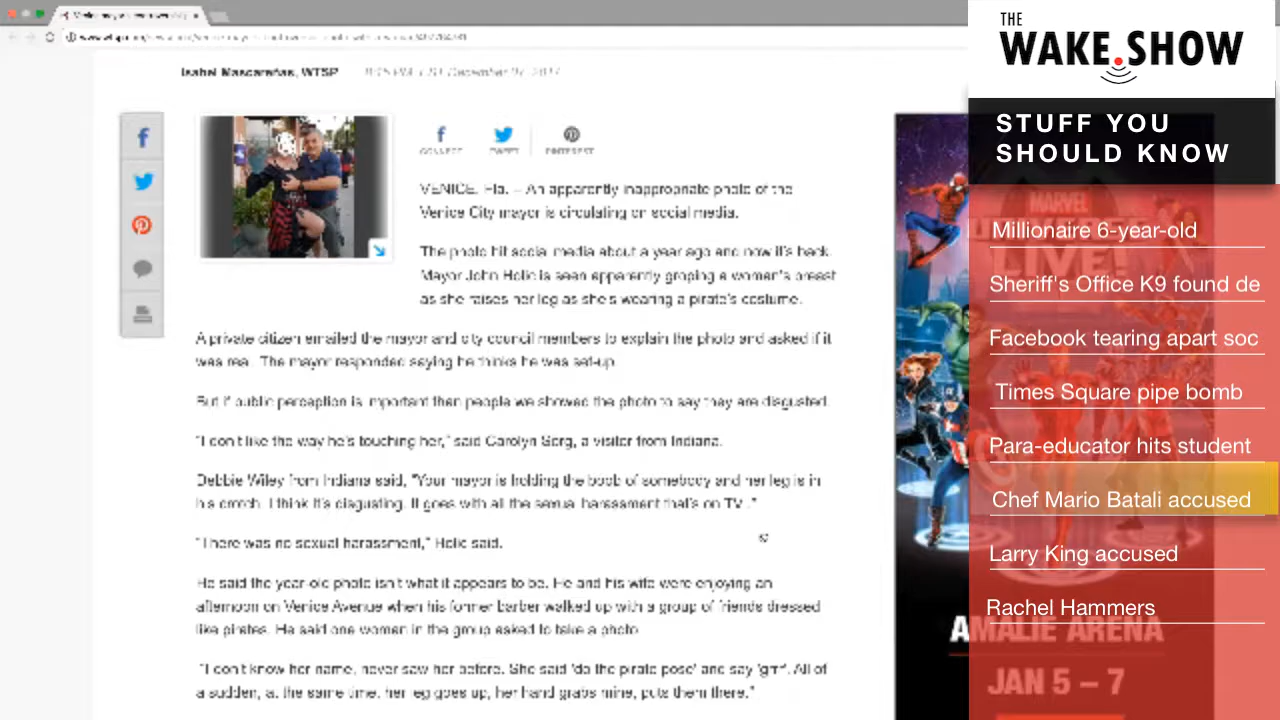 Isabel Mascarenas, WTSP
December 07, 2017
CONNECT TWEET PINTEREST
VENICE, Fla. – An apparently inappropriate photo of the
Venice City mayor is circulating on social media.
The photo hit social media about a year ago and now it's back.
Mayor John Holic is seen apparently groping a woman's breast
as she raises her leg as she's wearing a pirate's costume.
A private citizen emailed the mayor and city council members to explain the photo and asked if it
was real. The mayor responded saying he thinks he was set-up.
But if public perception is important then people we showed the photo to say they are disgusted.
"I don't like the way he's touching her," said Carolyn Sorg, a visitor from Indiana.
Debbie Wiley from Indiana said, "Your mayor is holding the boob of somebody and her leg is in
his crotch. I think it's disgusting. It goes with all the sexual harassment that's on TV."
"There was no sexual harassment," Holic said.
He said the year-old photo isn't what it appears to be. He and his wife were enjoying an
afternoon on Venice Avenue when his former barber walked up with a group of friends dressed
like pirates. He said one woman in the group asked to take a photo.
"I don't know her name, never saw her before. She said 'do the pirate pose' and say 'grrr'. All of
a sudden, at the same time, her leg goes up, her hand grabs mine, puts them there."
THE
WAKE.SHOW
STUFF YOU
SHOULD KNOW
MARVEL
UNIVERSE
LIVE!
Millionaire 6-year-old
Sheriff's Office K9 found de
Facebook tearing apart soc
Times Square pipe bomb
Para-educator hits student
Chef Mario Batali accused
Larry King accused
Rachel Hammers
AMALIE ARENA
JAN 5 – 7